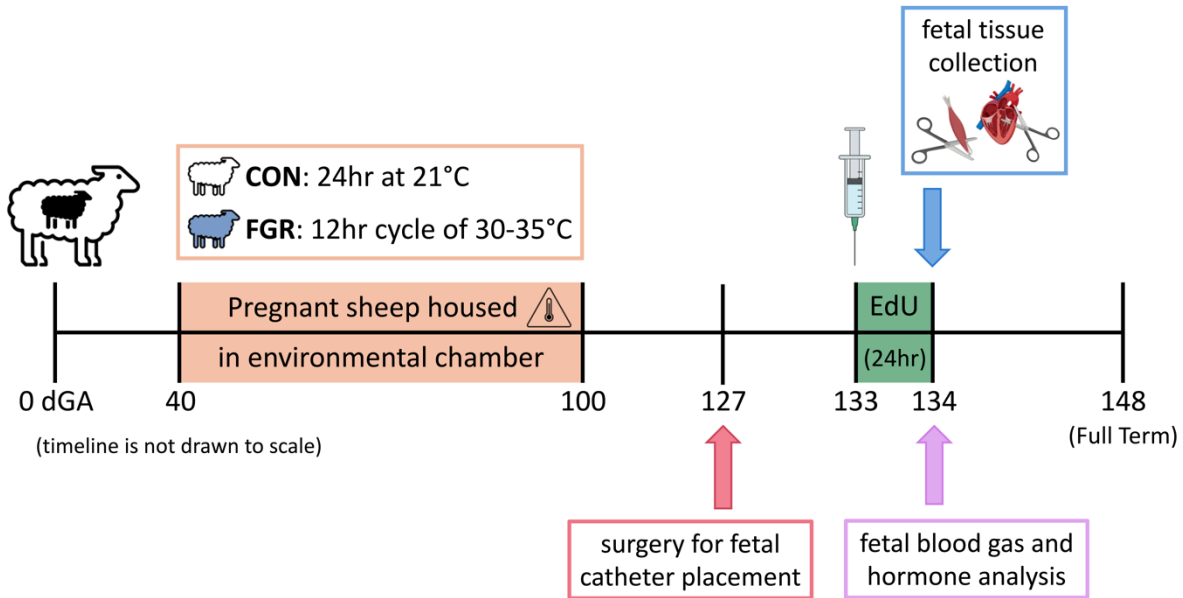 fetal tissue
collection
CON: 24hr at 21°C
FGR: 12hr cycle of 30-35°C
Pregnant sheep housed
in environmental chamber
EdU
(24hr)
0 dGA
40
100
127
133
134
148
(Full Term)
(timeline is not drawn to scale)
surgery for fetal
catheter placement
fetal blood gas and
hormone analysis